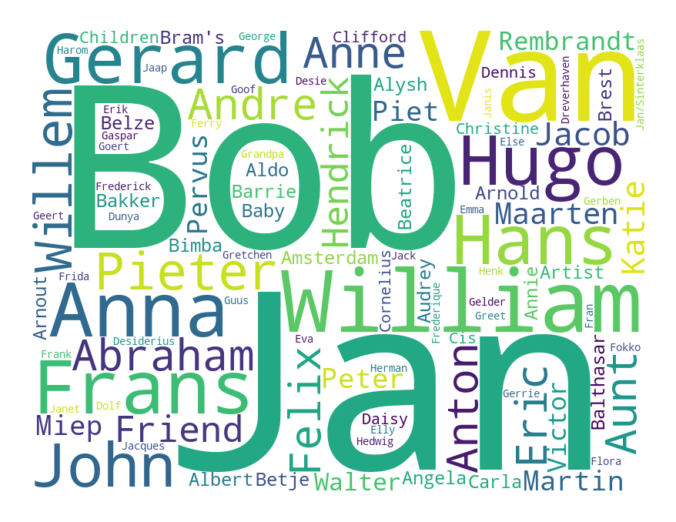 Children
Bram's
George
Clifford
Rembrandt
Harom
Jaap
Gerard
Anne
Van
Dennis
Dreverhaven
Brest
Jan/Sinterklaas
Willem
Bob
Goof
Desie
Alysh
Janis
Erik
Belze
Gaspar
Goert
Andre
Ferry
Piet
Christine
Else
Jacob
Pervus
Grandpa
Aldo
Hendrick
Beatrice
Hugo
Frederick
Bakker
Dunya
Barrie
Baby
Arnold
Gerben
Geert
Emma
Maarten
Katie
Bimba
Hans
Pieter
Gretchen
Amsterdam
Cornelius
Jack
Audrey
Henk
Annie
Artist
Frida
Arnout
Anna
Guus
William
Frederique
Gelder
Greet
Fran
Desiderius
Jan
Eva
Cis
Balthasar
Fokko
Frank
Abraham
Felix
Herman
Peter
Anton
Eric
Gerrie
Victor
Aunt
Frans
Janet
Dolf
Daisy
Miep
Friend
Elly
Hedwig
John
Jacques
Flora
Albert
Betje
Walter
Angela
Carla
Martin